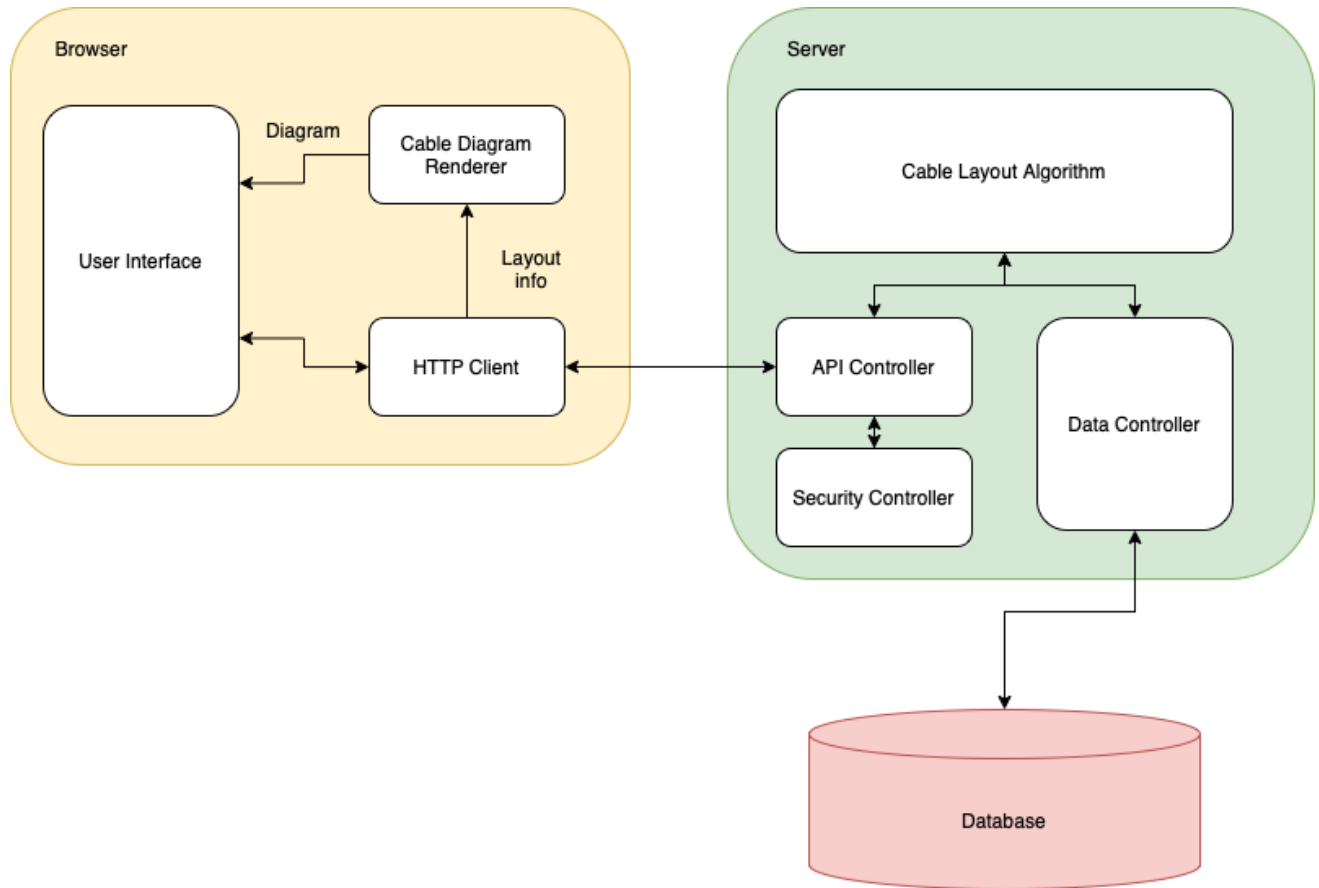 Browser
User Interface
Diagram
Cable Diagram
Renderer
Layout
info
HTTP Client
Server
Cable Layout Algorithm
API Controller
Security Controller
Data Controller
Database